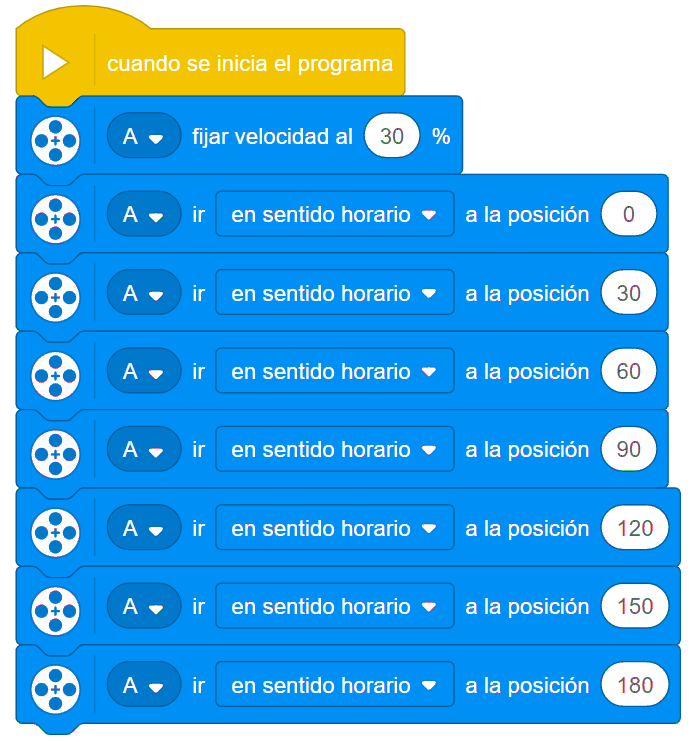 cuando se inicia el programa
A fijar velocidad al 30 %
A ir en sentido horario a la posición 0
A ir en sentido horario a la posición 30
A ir en sentido horario a la posición 60
A ir en sentido horario a la posición 90
A ir en sentido horario a la posición 120
A ir en sentido horario a la posición 150
A ir en sentido horario a la posición 180